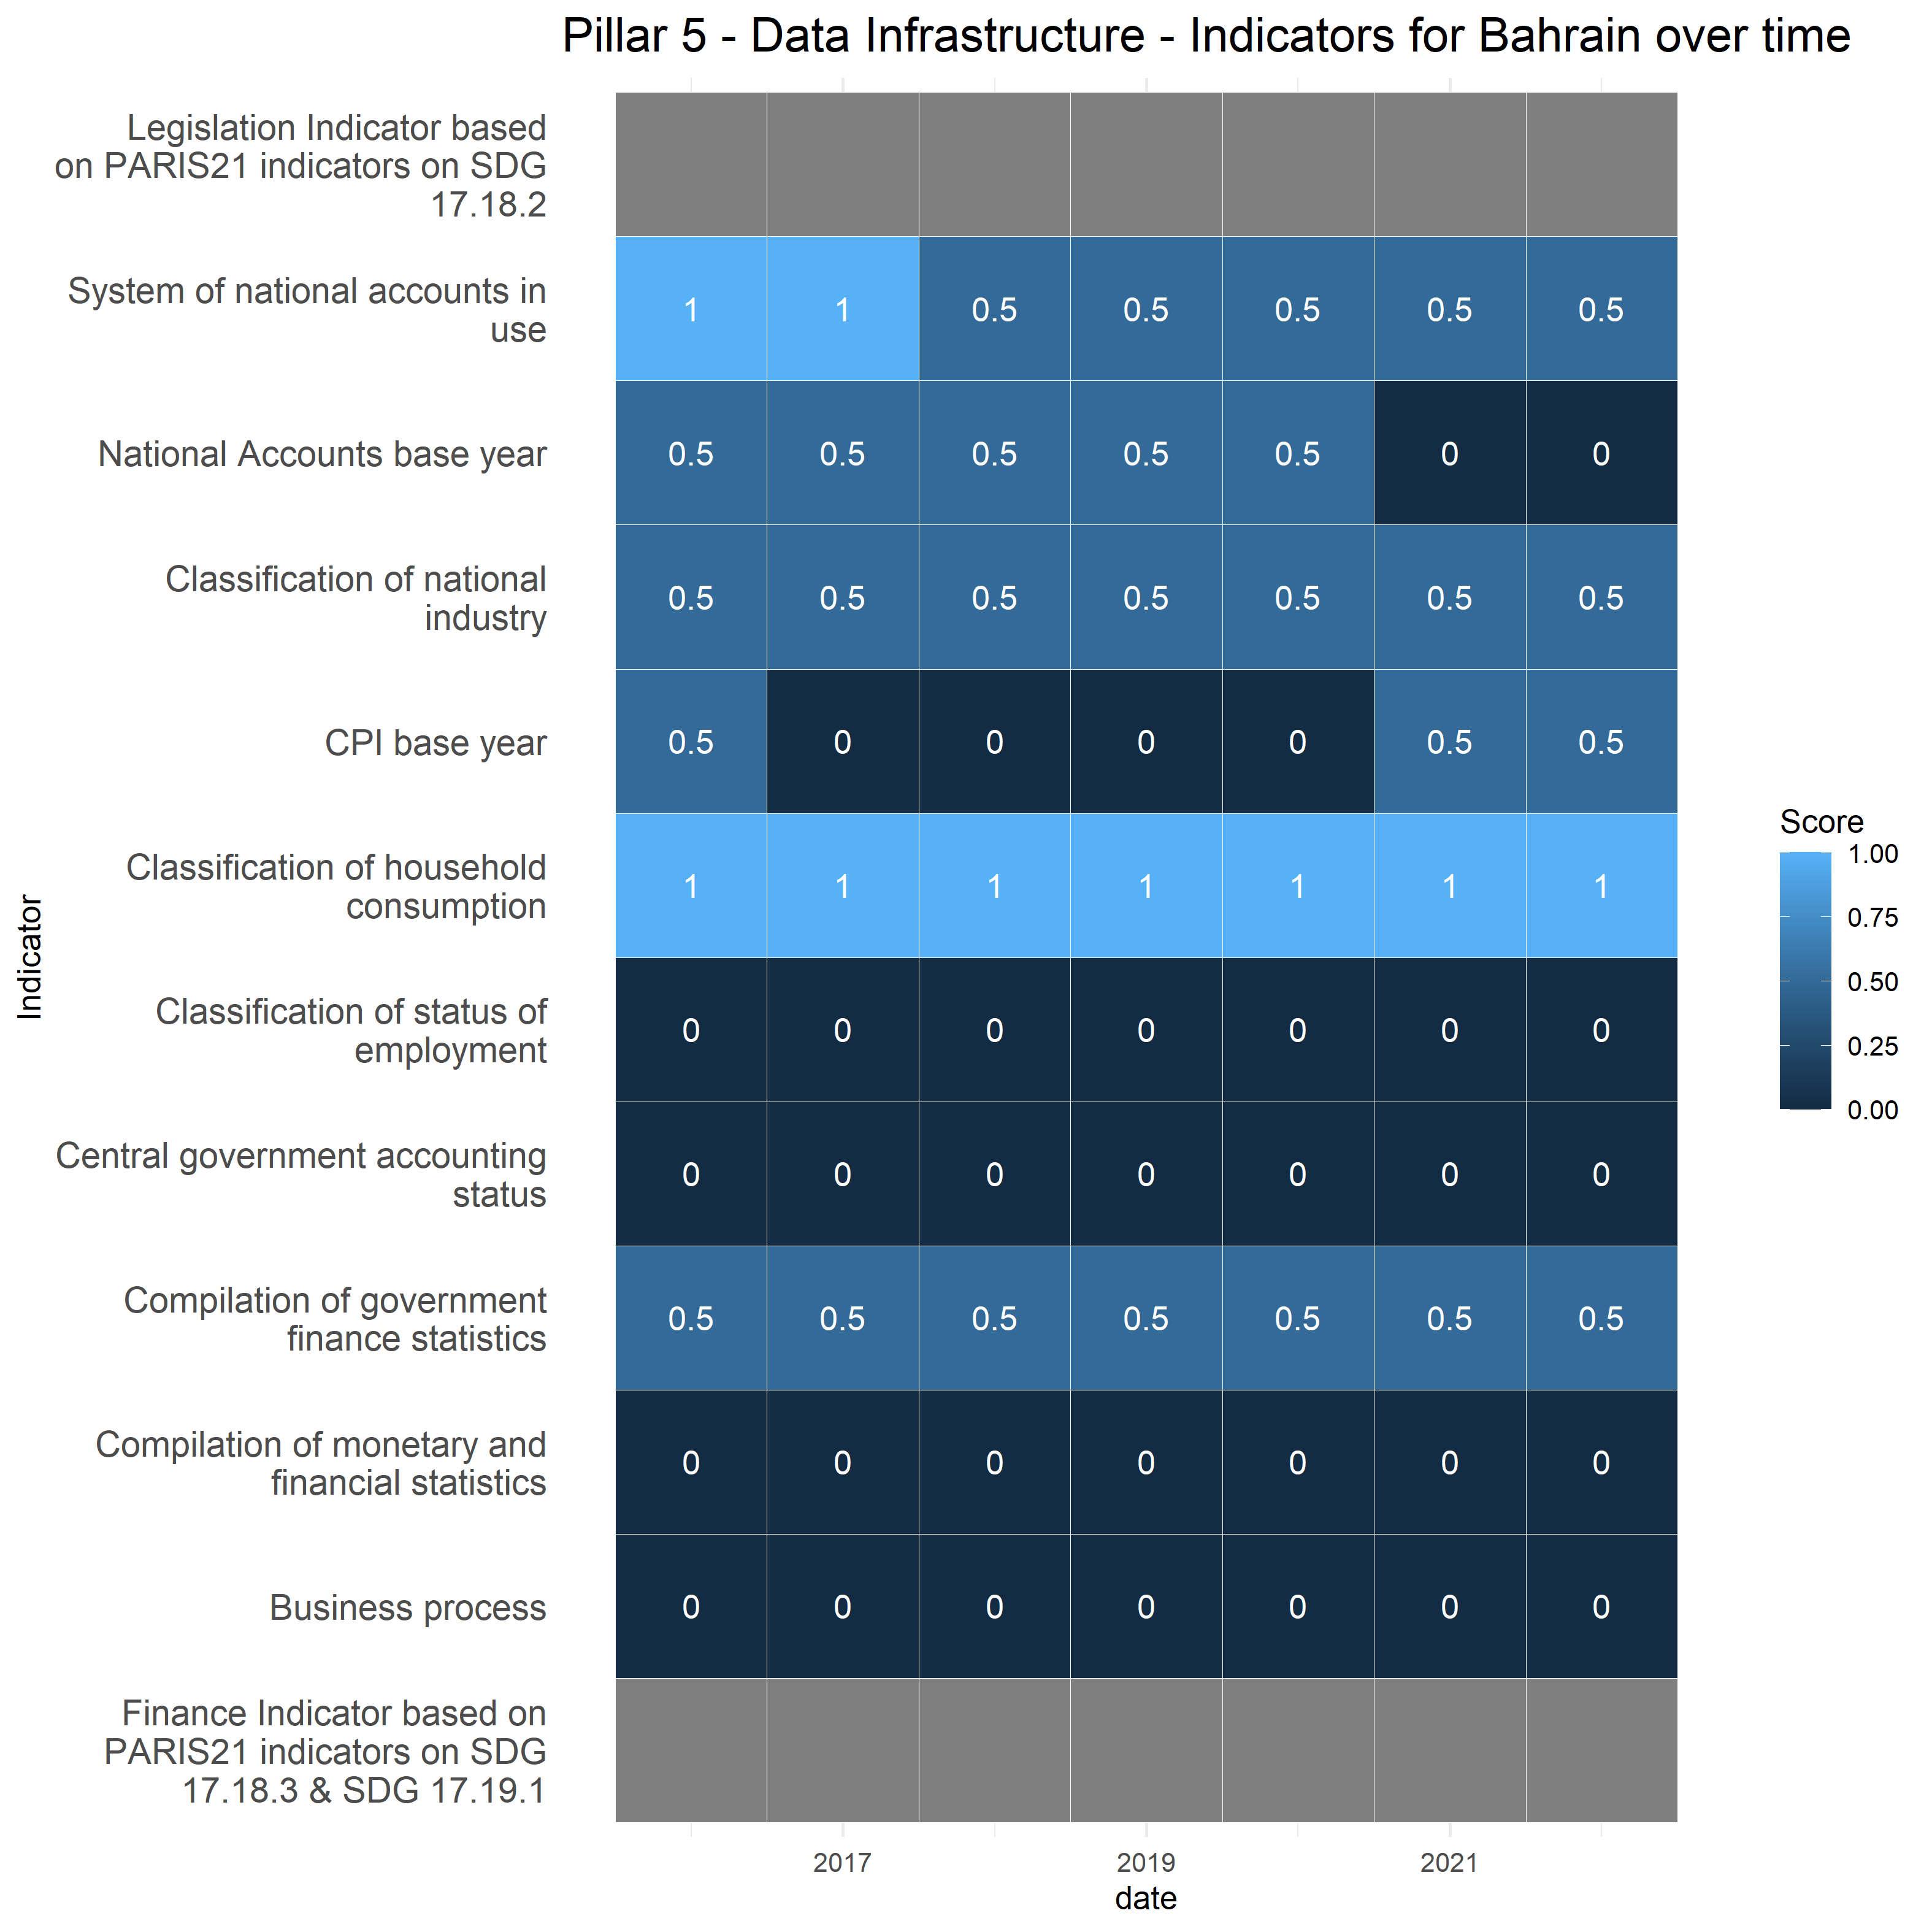 Pillar 5 - Data Infrastructure - Indicators for Bahrain over time
Legislation Indicator based
on PARIS21 indicators on SDG
17.18.2
System of national accounts in
use
1 1 0.5 0.5 0.5 0.5 0.5
National Accounts base year
0.5 0.5 0.5 0.5 0.5 0 0
Classification of national
industry
0.5 0.5 0.5 0.5 0.5 0.5 0.5
CPI base year
0.5 0 0 0 0 0.5 0.5
Classification of household
consumption
1 1 1 1 1 1 1
Classification of status of
employment
0 0 0 0 0 0 0
Central government accounting
status
0 0 0 0 0 0 0
Compilation of government
finance statistics
0.5 0.5 0.5 0.5 0.5 0.5 0.5
Compilation of monetary and
financial statistics
0 0 0 0 0 0 0
Business process
0 0 0 0 0 0 0
Finance Indicator based on
PARIS21 indicators on SDG
17.18.3 & SDG 17.19.1
2017 2019 2021
date
Indicator
Score
1.00
0.75
0.50
0.25
0.00